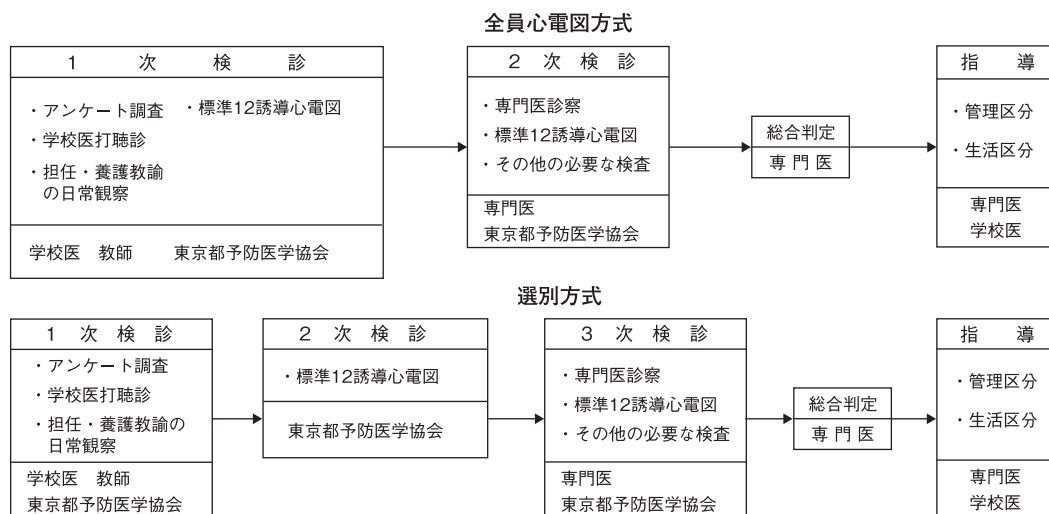 全員心電図方式
1次検診
・アンケート調査 ・標準12誘導心電図
・学校医打聴診
・担任・養護教諭
の日常観察
学校医 教師 東京都予防医学協会
2次検診
・専門医診察
・標準12誘導心電図
・その他の必要な検査
専門医
東京都予防医学協会
総合判定
専門医
指導
・管理区分
・生活区分
専門医
学校医
選別方式
1次検診
・アンケート調査
・学校医打聴診
・担任・養護教諭の
日常観察
学校医 教師
東京都予防医学協会
2次検診
・標準12誘導心電図
東京都予防医学協会
3次検診
・専門医診察
・標準12誘導心電図
・その他の必要な検査
専門医
東京都予防医学協会
総合判定
専門医
指導
・管理区分
・生活区分
専門医
学校医